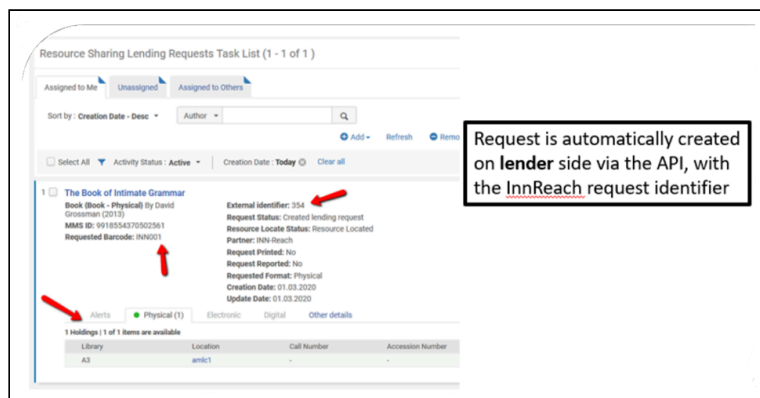 Resource Sharing Lending Requests Task List (1 - 1 of 1 )
Assigned to Me Unassigned Assigned to Others
Sort by : Creation Date - Desc Author
Add Refresh Remo
Select All Activity Status : Active Creation Date : Today Clear all
1 The Book of Intimate Grammar
Book (Book - Physical) By David
Grossman (2013)
MMS ID: 9918554370502561
Requested Barcode: INN001
External identifier: 354
Request Status: Created lending request
Resource Locate Status: Resource Located
Partner: INN-Reach
Request Printed: No
Request Reported: No
Requested Format: Physical
Creation Date: 01.03.2020
Update Date: 01.03.2020
Alerts Physical (1) Electronic Digital Other details
1 Holdings | 1 of 1 items are available
Library Location Call Number Accession Number
A3 amlc1 - -
Request is automatically created
on lender side via the API, with
the InnReach request identifier